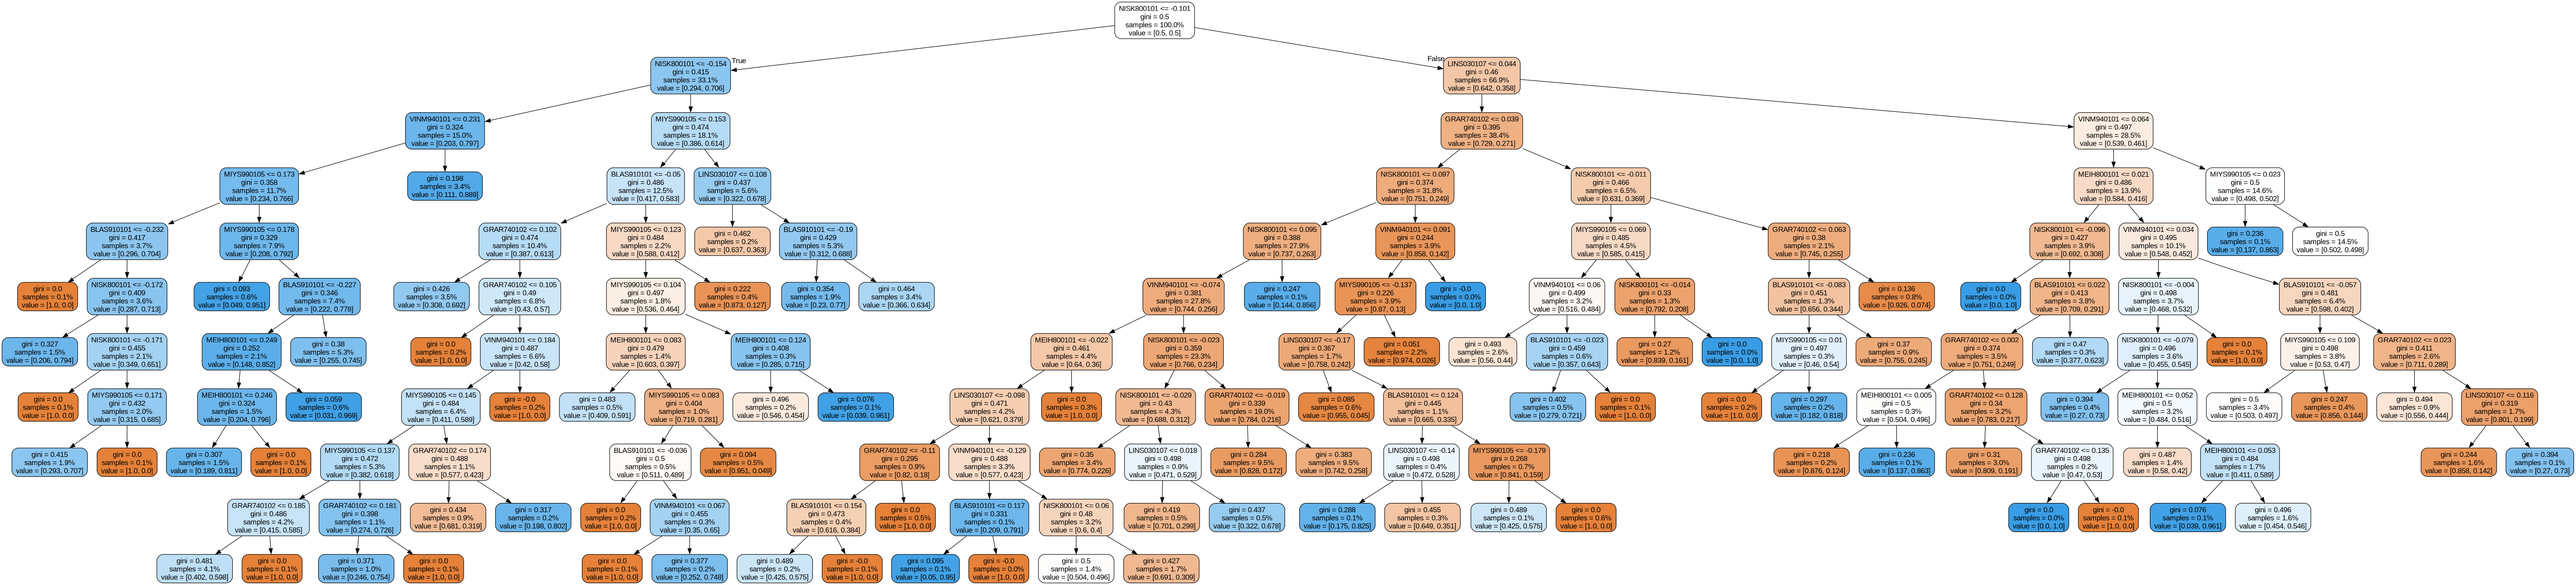 NISK800101 <= -0.101
gini = 0.5
samples = 100.0%
value = [0.5, 0.5]
True
False
NISK800101 <= -0.154
gini = 0.415
samples = 33.1%
value = [0.294, 0.706]
LINS030107 <= 0.044
gini = 0.46
samples = 66.9%
value = [0.642, 0.358]
VINM940101 <= 0.231
gini = 0.324
samples = 15.0%
value = [0.203, 0.797]
MIYS990105 <= 0.153
gini = 0.474
samples = 18.1%
value = [0.386, 0.614]
GRAR740102 <= 0.039
gini = 0.395
samples = 38.4%
value = [0.729, 0.271]
VINM940101 <= 0.064
gini = 0.497
samples = 28.5%
value = [0.539, 0.461]
MIYS990105 <= 0.173
gini = 0.358
samples = 11.7%
value = [0.234, 0.766]
gini = 0.198
samples = 3.4%
value = [0.111, 0.889]
BLAS910101 <= -0.05
gini = 0.486
samples = 12.5%
value = [0.417, 0.583]
LINS030107 <= 0.108
gini = 0.437
samples = 5.6%
value = [0.322, 0.678]
NISK800101 <= 0.097
gini = 0.374
samples = 31.8%
value = [0.751, 0.249]
NISK800101 <= -0.011
gini = 0.466
samples = 6.5%
value = [0.631, 0.369]
MEIH800101 <= 0.021
gini = 0.486
samples = 13.9%
value = [0.584, 0.416]
MIYS990105 <= 0.023
gini = 0.5
samples = 14.6%
value = [0.498, 0.502]
BLAS910101 <= -0.232
gini = 0.417
samples = 3.7%
value = [0.296, 0.704]
MIYS990105 <= 0.178
gini = 0.329
samples = 7.9%
value = [0.208, 0.792]
GRAR740102 <= 0.102
gini = 0.474
samples = 10.4%
value = [0.387, 0.613]
MIYS990105 <= 0.123
gini = 0.484
samples = 2.2%
value = [0.588, 0.412]
gini = 0.462
samples = 0.2%
value = [0.637, 0.363]
BLAS910101 <= -0.19
gini = 0.429
samples = 5.3%
value = [0.312, 0.688]
NISK800101 <= 0.095
gini = 0.388
samples = 27.9%
value = [0.737, 0.263]
VINM940101 <= 0.091
gini = 0.244
samples = 3.9%
value = [0.858, 0.142]
MIYS990105 <= 0.069
gini = 0.485
samples = 4.5%
value = [0.585, 0.415]
GRAR740102 <= 0.063
gini = 0.38
samples = 2.1%
value = [0.745, 0.255]
NISK800101 <= -0.096
gini = 0.427
samples = 3.9%
value = [0.692, 0.308]
VINM940101 <= 0.034
gini = 0.495
samples = 10.1%
value = [0.548, 0.452]
gini = 0.236
samples = 0.1%
value = [0.137, 0.863]
gini = 0.5
samples = 14.5%
value = [0.502, 0.498]
gini = 0.0
samples = 0.1%
value = [1.0, 0.0]
NISK800101 <= -0.172
gini = 0.409
samples = 3.6%
value = [0.287, 0.713]
gini = 0.093
samples = 0.6%
value = [0.049, 0.951]
BLAS910101 <= -0.227
gini = 0.346
samples = 7.4%
value = [0.222, 0.778]
gini = 0.426
samples = 3.5%
value = [0.308, 0.692]
GRAR740102 <= 0.105
gini = 0.49
samples = 6.8%
value = [0.43, 0.57]
MIYS990105 <= 0.104
gini = 0.497
samples = 1.8%
value = [0.536, 0.464]
gini = 0.222
samples = 0.4%
value = [0.873, 0.127]
gini = 0.354
samples = 1.9%
value = [0.23, 0.77]
gini = 0.464
samples = 3.4%
value = [0.366, 0.634]
VINM940101 <= -0.074
gini = 0.381
samples = 27.8%
value = [0.744, 0.256]
gini = 0.247
samples = 0.1%
value = [0.144, 0.856]
MIYS990105 <= -0.137
gini = 0.226
samples = 3.9%
value = [0.87, 0.13]
gini = -0.0
samples = 0.0%
value = [0.0, 1.0]
VINM940101 <= 0.06
gini = 0.499
samples = 3.2%
value = [0.516, 0.484]
NISK800101 <= -0.014
gini = 0.33
samples = 1.3%
value = [0.792, 0.208]
BLAS910101 <= -0.083
gini = 0.451
samples = 1.3%
value = [0.656, 0.344]
gini = 0.136
samples = 0.8%
value = [0.926, 0.074]
gini = 0.0
samples = 0.0%
value = [0.0, 1.0]
BLAS910101 <= 0.022
gini = 0.413
samples = 3.8%
value = [0.709, 0.291]
NISK800101 <= -0.004
gini = 0.498
samples = 3.7%
value = [0.468, 0.532]
BLAS910101 <= -0.057
gini = 0.481
samples = 6.4%
value = [0.598, 0.402]
gini = 0.327
samples = 1.5%
value = [0.206, 0.794]
NISK800101 <= -0.171
gini = 0.455
samples = 2.1%
value = [0.349, 0.651]
MEIH800101 <= 0.249
gini = 0.252
samples = 2.1%
value = [0.148, 0.852]
gini = 0.38
samples = 5.3%
value = [0.255, 0.745]
gini = 0.0
samples = 0.2%
value = [1.0, 0.0]
VINM940101 <= 0.184
gini = 0.487
samples = 6.6%
value = [0.42, 0.58]
MEIH800101 <= 0.083
gini = 0.479
samples = 1.4%
value = [0.603, 0.397]
MEIH800101 <= 0.124
gini = 0.408
samples = 0.3%
value = [0.285, 0.715]
MEIH800101 <= -0.022
gini = 0.461
samples = 4.4%
value = [0.64, 0.36]
NISK800101 <= -0.023
gini = 0.359
samples = 23.3%
value = [0.766, 0.234]
LINS030107 <= -0.17
gini = 0.367
samples = 1.7%
value = [0.758, 0.242]
gini = 0.051
samples = 2.2%
value = [0.974, 0.026]
gini = 0.493
samples = 2.6%
value = [0.56, 0.44]
BLAS910101 <= -0.023
gini = 0.459
samples = 0.6%
value = [0.357, 0.643]
gini = 0.27
samples = 1.2%
value = [0.839, 0.161]
gini = 0.0
samples = 0.0%
value = [0.0, 1.0]
MIYS990105 <= 0.01
gini = 0.497
samples = 0.3%
value = [0.46, 0.54]
gini = 0.37
samples = 0.9%
value = [0.755, 0.245]
GRAR740102 <= 0.002
gini = 0.374
samples = 3.5%
value = [0.751, 0.249]
gini = 0.47
samples = 0.3%
value = [0.377, 0.623]
NISK800101 <= -0.079
gini = 0.496
samples = 3.6%
value = [0.455, 0.545]
gini = 0.0
samples = 0.1%
value = [1.0, 0.0]
MIYS990105 <= 0.109
gini = 0.498
samples = 3.8%
value = [0.53, 0.47]
GRAR740102 <= 0.023
gini = 0.411
samples = 2.6%
value = [0.711, 0.289]
gini = 0.0
samples = 0.1%
value = [1.0, 0.0]
MIYS990105 <= 0.171
gini = 0.432
samples = 2.0%
value = [0.315, 0.685]
MEIH800101 <= 0.246
gini = 0.324
samples = 1.5%
value = [0.204, 0.796]
gini = 0.059
samples = 0.6%
value = [0.031, 0.969]
MIYS990105 <= 0.145
gini = 0.484
samples = 6.4%
value = [0.411, 0.589]
gini = -0.0
samples = 0.2%
value = [1.0, 0.0]
gini = 0.483
samples = 0.5%
value = [0.409, 0.591]
MIYS990105 <= 0.083
gini = 0.404
samples = 1.0%
value = [0.719, 0.281]
gini = 0.496
samples = 0.2%
value = [0.546, 0.454]
gini = 0.076
samples = 0.1%
value = [0.039, 0.961]
LINS030107 <= -0.098
gini = 0.471
samples = 4.2%
value = [0.621, 0.379]
gini = 0.0
samples = 0.3%
value = [1.0, 0.0]
NISK800101 <= -0.029
gini = 0.43
samples = 4.3%
value = [0.688, 0.312]
GRAR740102 <= -0.019
gini = 0.339
samples = 19.0%
value = [0.784, 0.216]
gini = 0.085
samples = 0.6%
value = [0.955, 0.045]
BLAS910101 <= 0.124
gini = 0.445
samples = 1.1%
value = [0.665, 0.335]
gini = 0.402
samples = 0.5%
value = [0.279, 0.721]
gini = 0.0
samples = 0.1%
value = [1.0, 0.0]
gini = 0.0
samples = 0.2%
value = [1.0, 0.0]
gini = 0.297
samples = 0.2%
value = [0.182, 0.818]
MEIH800101 <= 0.005
gini = 0.5
samples = 0.3%
value = [0.504, 0.496]
GRAR740102 <= 0.128
gini = 0.34
samples = 3.2%
value = [0.783, 0.217]
gini = 0.394
samples = 0.4%
value = [0.27, 0.73]
MEIH800101 <= 0.052
gini = 0.5
samples = 3.2%
value = [0.484, 0.516]
gini = 0.5
samples = 3.4%
value = [0.503, 0.497]
gini = 0.247
samples = 0.4%
value = [0.856, 0.144]
gini = 0.494
samples = 0.9%
value = [0.556, 0.444]
LINS030107 <= 0.116
gini = 0.319
samples = 1.7%
value = [0.801, 0.199]
gini = 0.415
samples = 1.9%
value = [0.293, 0.707]
gini = 0.0
samples = 0.1%
value = [1.0, 0.0]
gini = 0.307
samples = 1.5%
value = [0.189, 0.811]
gini = 0.0
samples = 0.1%
value = [1.0, 0.0]
MIYS990105 <= 0.137
gini = 0.472
samples = 5.3%
value = [0.382, 0.618]
GRAR740102 <= 0.174
gini = 0.488
samples = 1.1%
value = [0.577, 0.423]
BLAS910101 <= -0.036
gini = 0.5
samples = 0.5%
value = [0.511, 0.489]
gini = 0.094
samples = 0.5%
value = [0.951, 0.049]
GRAR740102 <= -0.11
gini = 0.295
samples = 0.9%
value = [0.82, 0.18]
VINM940101 <= -0.129
gini = 0.488
samples = 3.3%
value = [0.577, 0.423]
gini = 0.35
samples = 3.4%
value = [0.774, 0.226]
LINS030107 <= 0.018
gini = 0.498
samples = 0.9%
value = [0.471, 0.529]
gini = 0.284
samples = 9.5%
value = [0.828, 0.172]
gini = 0.383
samples = 9.5%
value = [0.742, 0.258]
LINS030107 <= -0.14
gini = 0.498
samples = 0.4%
value = [0.472, 0.528]
MIYS990105 <= -0.179
gini = 0.268
samples = 0.7%
value = [0.841, 0.159]
gini = 0.218
samples = 0.2%
value = [0.876, 0.124]
gini = 0.236
samples = 0.1%
value = [0.137, 0.863]
gini = 0.31
samples = 3.0%
value = [0.809, 0.191]
GRAR740102 <= 0.135
gini = 0.498
samples = 0.2%
value = [0.47, 0.53]
gini = 0.487
samples = 1.4%
value = [0.58, 0.42]
MEIH800101 <= 0.053
gini = 0.484
samples = 1.7%
value = [0.411, 0.589]
gini = 0.244
samples = 1.6%
value = [0.858, 0.142]
gini = 0.394
samples = 0.1%
value = [0.27, 0.73]
GRAR740102 <= 0.185
gini = 0.486
samples = 4.2%
value = [0.415, 0.585]
GRAR740102 <= 0.181
gini = 0.398
samples = 1.1%
value = [0.274, 0.726]
gini = 0.434
samples = 0.9%
value = [0.681, 0.319]
gini = 0.317
samples = 0.2%
value = [0.198, 0.802]
gini = 0.0
samples = 0.2%
value = [1.0, 0.0]
VINM940101 <= 0.067
gini = 0.455
samples = 0.3%
value = [0.35, 0.65]
BLAS910101 <= 0.154
gini = 0.473
samples = 0.4%
value = [0.616, 0.384]
gini = 0.0
samples = 0.5%
value = [1.0, 0.0]
BLAS910101 <= 0.117
gini = 0.331
samples = 0.1%
value = [0.209, 0.791]
NISK800101 <= 0.06
gini = 0.48
samples = 3.2%
value = [0.6, 0.4]
gini = 0.419
samples = 0.5%
value = [0.701, 0.299]
gini = 0.437
samples = 0.5%
value = [0.322, 0.678]
gini = 0.288
samples = 0.1%
value = [0.175, 0.825]
gini = 0.455
samples = 0.3%
value = [0.649, 0.351]
gini = 0.489
samples = 0.1%
value = [0.425, 0.575]
gini = 0.0
samples = 0.6%
value = [1.0, 0.0]
gini = 0.0
samples = 0.0%
value = [0.0, 1.0]
gini = -0.0
samples = 0.1%
value = [1.0, 0.0]
gini = 0.076
samples = 0.1%
value = [0.039, 0.961]
gini = 0.496
samples = 1.6%
value = [0.454, 0.546]
gini = 0.481
samples = 4.1%
value = [0.402, 0.598]
gini = 0.0
samples = 0.1%
value = [1.0, 0.0]
gini = 0.371
samples = 1.0%
value = [0.246, 0.754]
gini = 0.0
samples = 0.1%
value = [1.0, 0.0]
gini = 0.0
samples = 0.1%
value = [1.0, 0.0]
gini = 0.377
samples = 0.2%
value = [0.252, 0.748]
gini = 0.489
samples = 0.2%
value = [0.425, 0.575]
gini = -0.0
samples = 0.1%
value = [1.0, 0.0]
gini = 0.095
samples = 0.1%
value = [0.05, 0.95]
gini = -0.0
samples = 0.0%
value = [1.0, 0.0]
gini = 0.5
samples = 1.4%
value = [0.504, 0.496]
gini = 0.427
samples = 1.7%
value = [0.691, 0.309]